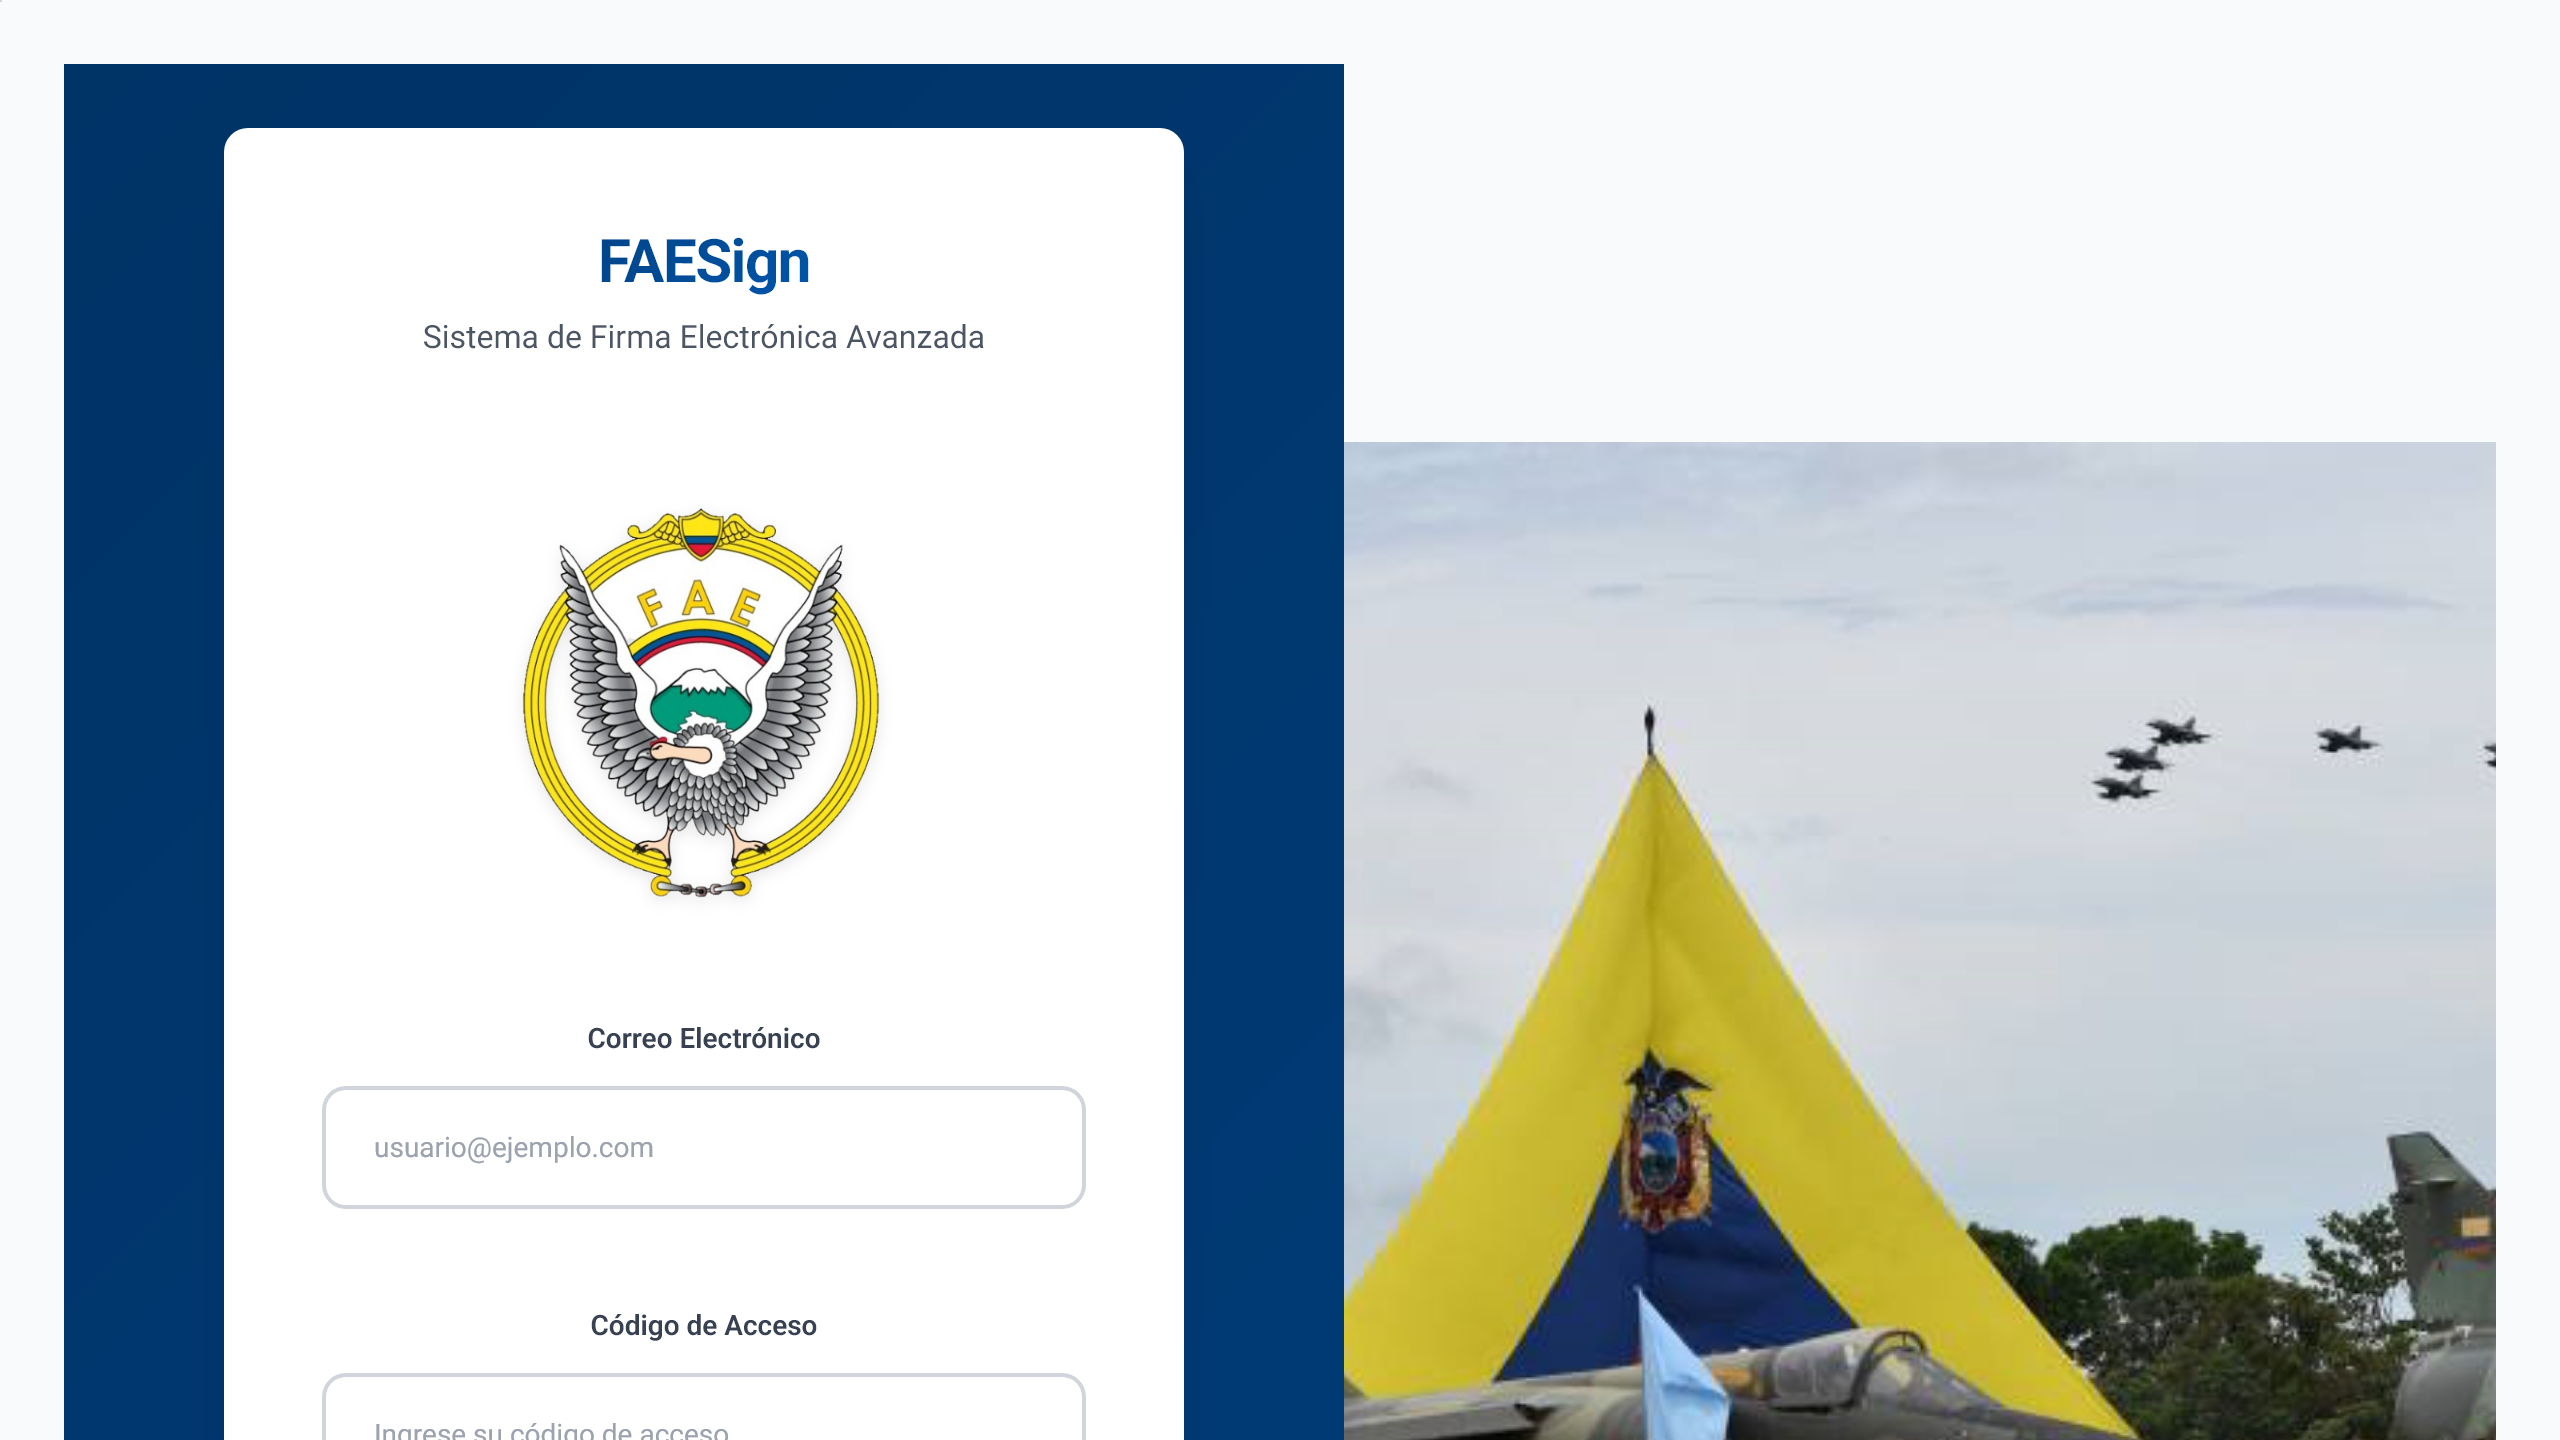 FAESign
Sistema de Firma Electrónica Avanzada
FAE
Correo Electrónico
usuario@ejemplo.com
Código de Acceso
Ingrese su código de acceso